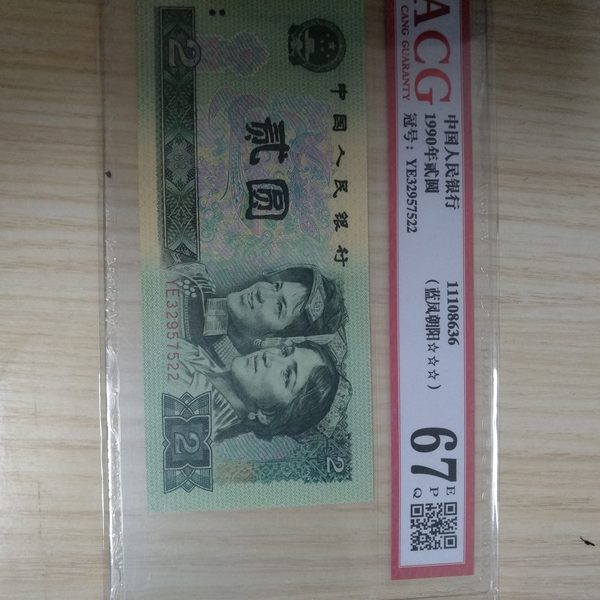 ACG
CANG GUARANTY
中国人民银行
1990年贰圆
冠号：YE32957522
11108636
（蓝凤朝阳☆☆☆）
67
E
P
Q
中国人民银行
贰圆
2
YE32957522
2
2